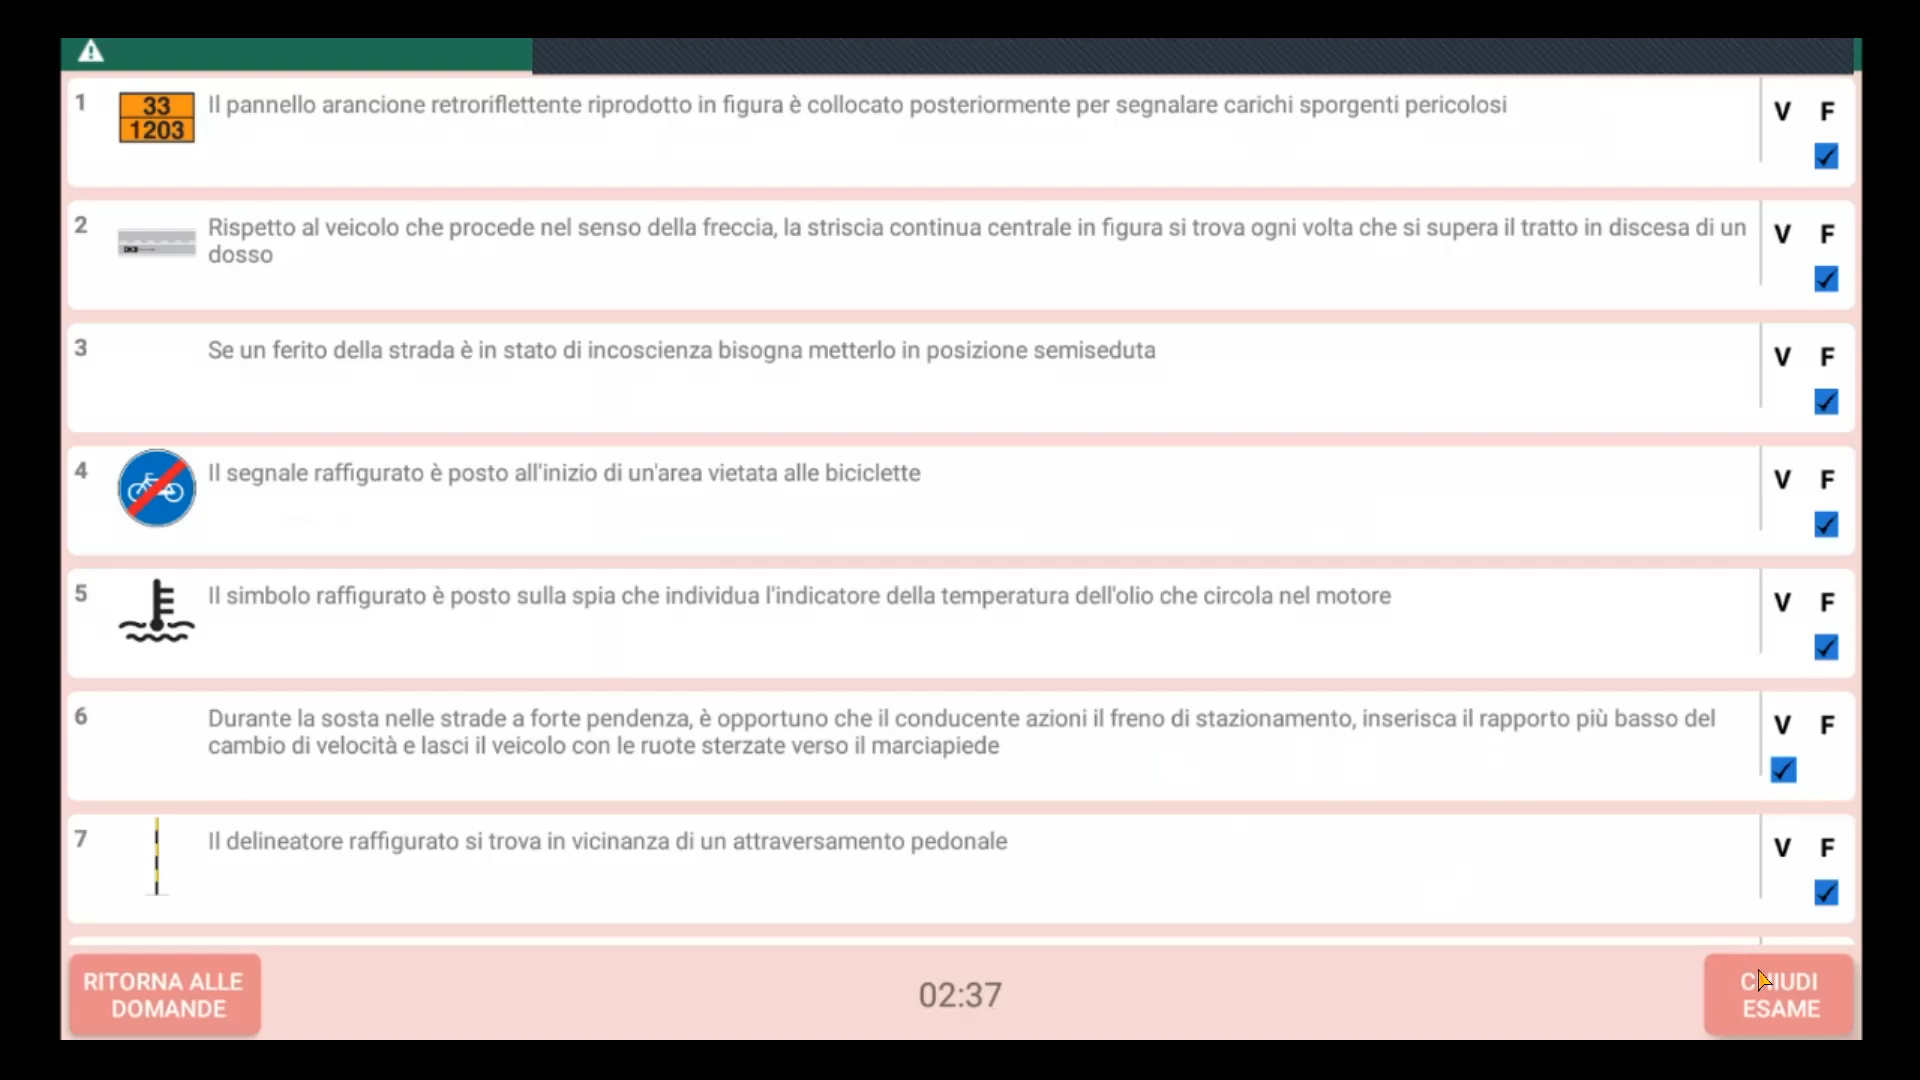 1
33
1203
Il pannello arancione retroriflettente riprodotto in figura è collocato posteriormente per segnalare carichi sporgenti pericolosi
V F
2
Rispetto al veicolo che procede nel senso della freccia, la striscia continua centrale in figura si trova ogni volta che si supera il tratto in discesa di un
dosso
V F
3
Se un ferito della strada è in stato di incoscienza bisogna metterlo in posizione semiseduta
V F
4
Il segnale raffigurato è posto all'inizio di un'area vietata alle biciclette
V F
5
Il simbolo raffigurato è posto sulla spia che individua l'indicatore della temperatura dell'olio che circola nel motore
V F
6
Durante la sosta nelle strade a forte pendenza, è opportuno che il conducente azioni il freno di stazionamento, inserisca il rapporto più basso del
cambio di velocità e lasci il veicolo con le ruote sterzate verso il marciapiede
V F
7
Il delineatore raffigurato si trova in vicinanza di un attraversamento pedonale
V F
RITORNA ALLE
DOMANDE
02:37
CHIUDI
ESAME